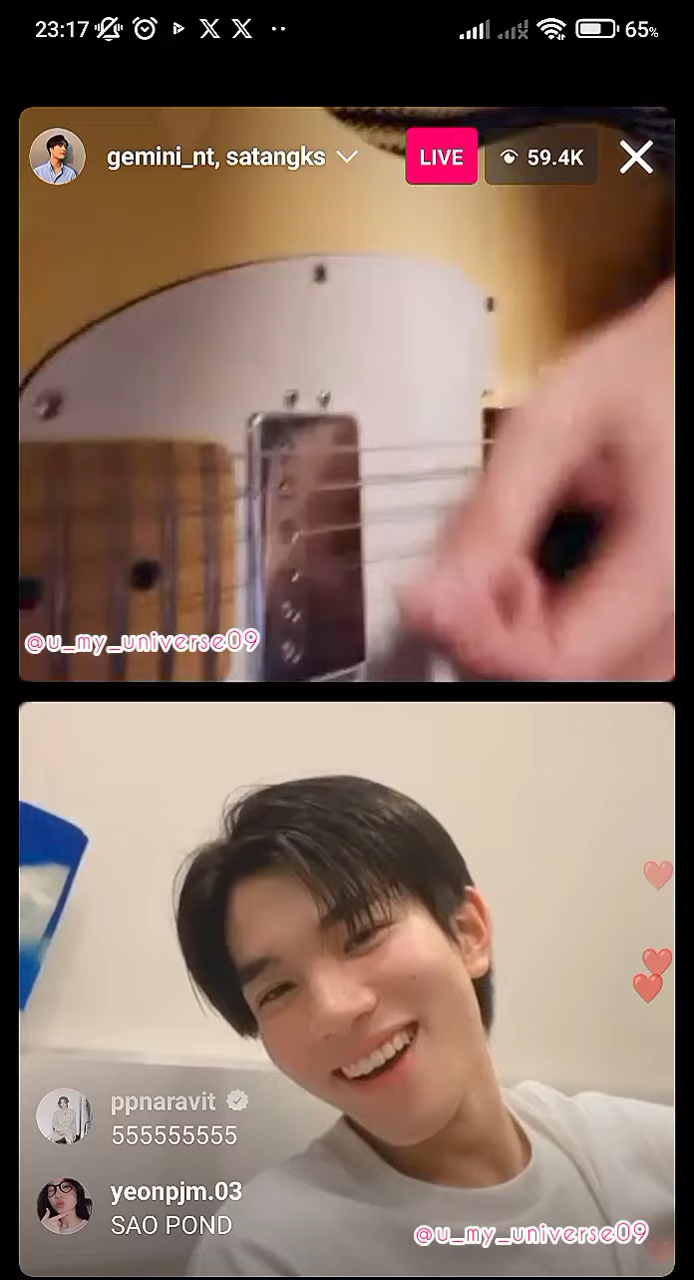 23:17 65%
gemini_nt, satangks LIVE 59.4K
@u_my_universe09
ppnaravit
555555555
yeonpjm.03
SAO POND
@u_my_universe09